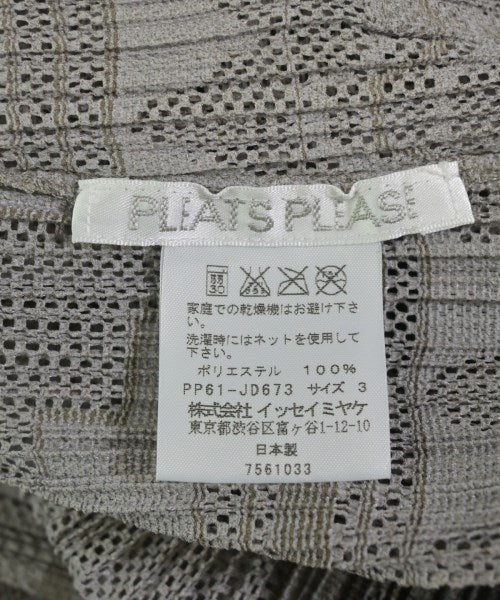 PLEATS PLEASE
30
家庭での乾燥機はお避け下さ
い。
洗濯時にはネットを使用して下
さい。
ポリエステル 100%
PP61-JD673 サイズ 3
株式会社 イッセイミヤケ
東京都渋谷区富ヶ谷1-12-10
日本製
7561033